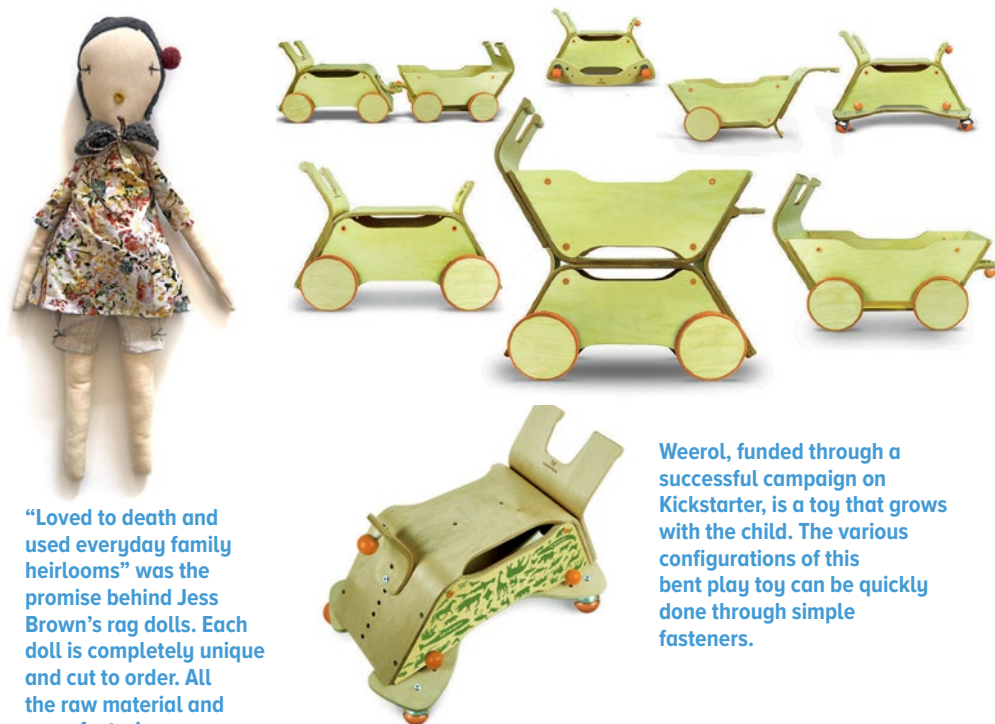 “Loved to death and
used everyday family
heirlooms” was the
promise behind Jess
Brown’s rag dolls. Each
doll is completely unique
and cut to order. All
the raw material and
Weerol, funded through a
successful campaign on
Kickstarter, is a toy that grows
with the child. The various
configurations of this
bent play toy can be quickly
done through simple
fasteners.